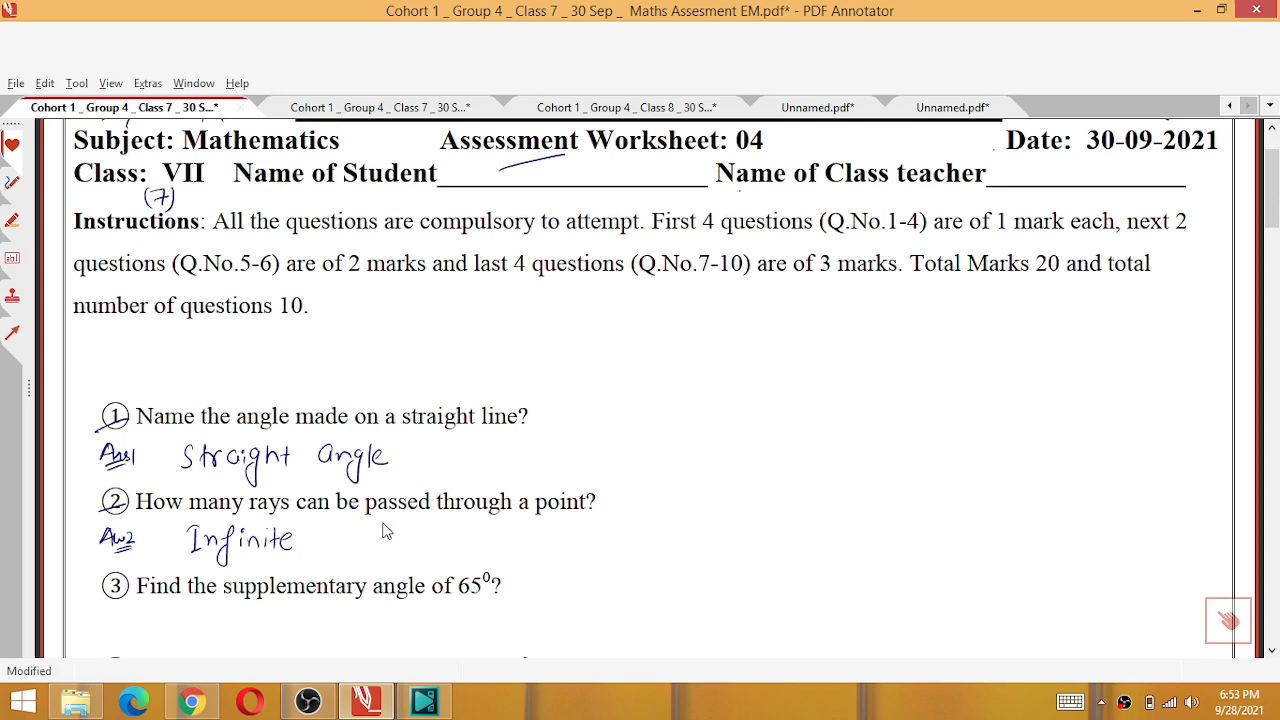 Cohort 1 _ Group 4 _ Class 7 _ 30 Sep _ Maths Assesment EM.pdf* - PDF Annotator
File Edit Tool View Extras Window Help
Cohort 1 _ Group 4 _ Class 7 _ 30 S...* Cohort 1 _ Group 4 _ Class 7 _ 30 S...* Cohort 1 _ Group 4 _ Class 8 _ 30 S...* Unnamed.pdf* Unnamed.pdf*
Subject: Mathematics Assessment Worksheet: 04 Date: 30-09-2021
Class: VII Name of Student____________________ Name of Class teacher______________
(7)
Instructions: All the questions are compulsory to attempt. First 4 questions (Q.No.1-4) are of 1 mark each, next 2
questions (Q.No.5-6) are of 2 marks and last 4 questions (Q.No.7-10) are of 3 marks. Total Marks 20 and total
number of questions 10.
① Name the angle made on a straight line?
Ans1 Straight angle
② How many rays can be passed through a point?
Ans2 Infinite
③ Find the supplementary angle of 65⁰?
Modified
6:53 PM
9/28/2021